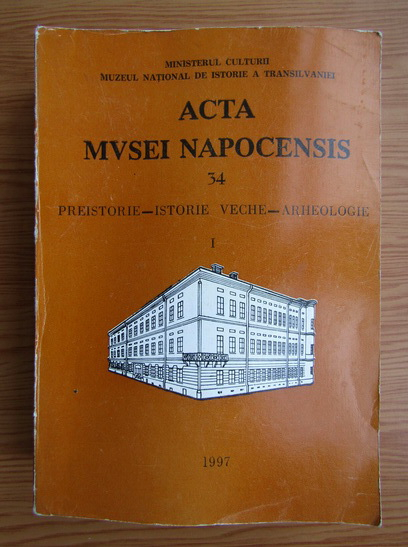 MINISTERUL CULTURII
MUZEUL NAȚIONAL DE ISTORIE A TRANSILVANIEI
ACTA
MVSEI NAPOCENSIS
34
PREISTORIE—ISTORIE VECHE—ARHEOLOGIE
I
1997